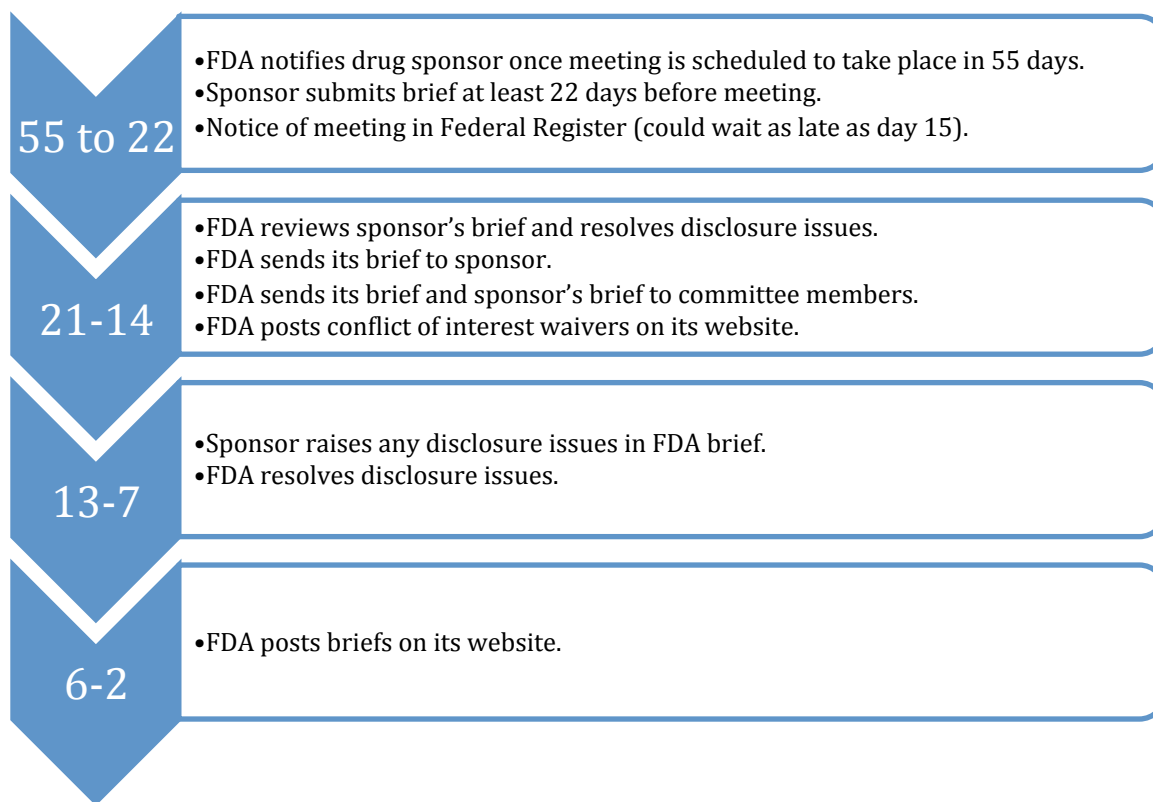 55 to 22
•FDA notifies drug sponsor once meeting is scheduled to take place in 55 days.
•Sponsor submits brief at least 22 days before meeting.
•Notice of meeting in Federal Register (could wait as late as day 15).
21-14
•FDA reviews sponsor’s brief and resolves disclosure issues.
•FDA sends its brief to sponsor.
•FDA sends its brief and sponsor’s brief to committee members.
•FDA posts conflict of interest waivers on its website.
13-7
•Sponsor raises any disclosure issues in FDA brief.
•FDA resolves disclosure issues.
6-2
•FDA posts briefs on its website.